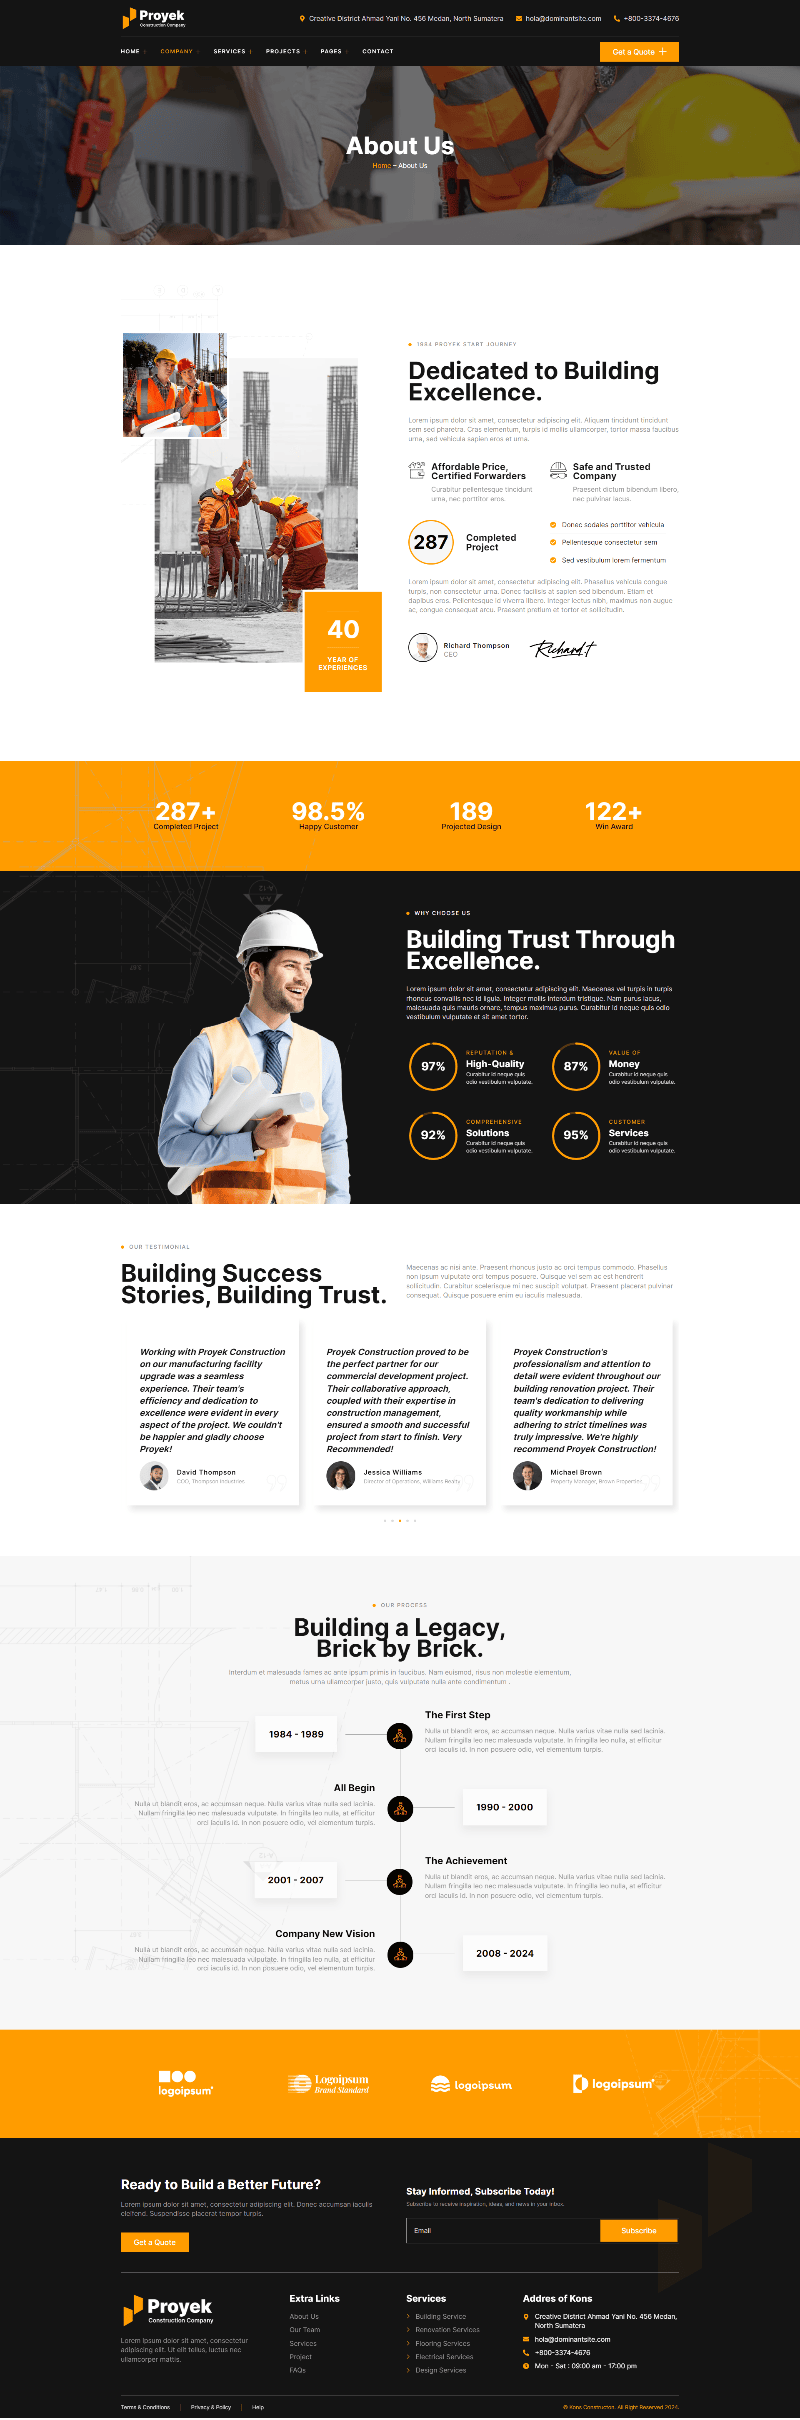 Proyek
Construction Company
Creative District Ahmad Yani No. 456 Medan, North Sumatera
hola@dominantsite.com
+800-3374-4676
HOME
COMPANY
SERVICES
PROJECTS
PAGES
CONTACT
Get a Quote
About Us
Home – About Us
1984 PROYEK START JOURNEY
Dedicated to Building
Excellence.
Lorem ipsum dolor sit amet, consectetur adipiscing elit. Aliquam tincidunt tincidunt
sem sed pharetra. Cras elementum, turpis id mollis ullamcorper, tortor massa faucibus
urna, sed vehicula sapien eros et urna.
Affordable Price,
Certified Forwarders
Curabitur pellentesque tincidunt
urna, nec porttitor eros.
Safe and Trusted
Company
Praesent dictum bibendum libero,
nec pulvinar lacus.
287
Completed
Project
Donec sodales porttitor vehicula
Pellentesque consectetur sem
Sed vestibulum lorem fermentum
Lorem ipsum dolor sit amet, consectetur adipiscing elit. Phasellus vehicula congue
turpis, non consectetur urna. Donec facilisis at sapien sed bibendum. Etiam et
dapibus eros. Pellentesque id viverra libero. Integer lectus nibh, maximus non augue
ac, congue consequat arcu. Praesent pretium et tortor et sollicitudin.
40
YEAR OF
EXPERIENCES
Richard Thompson
CEO
Richard T
287+
Completed Project
98.5%
Happy Customer
189
Projected Design
122+
Win Award
WHY CHOOSE US
Building Trust Through
Excellence.
Lorem ipsum dolor sit amet, consectetur adipiscing elit. Maecenas vel turpis in turpis
rhoncus convallis nec id ligula. Integer mollis interdum tristique. Nam purus lacus,
malesuada quis mauris ornare, tempus maximus purus. Curabitur id neque quis odio
vestibulum vulputate et sit amet tortor.
97%
REPUTATION &
High-Quality
Curabitur id neque quis
odio vestibulum vulputate.
87%
VALUE OF
Money
Curabitur id neque quis
odio vestibulum vulputate.
92%
COMPREHENSIVE
Solutions
Curabitur id neque quis
odio vestibulum vulputate.
95%
CUSTOMER
Services
Curabitur id neque quis
odio vestibulum vulputate.
OUR TESTIMONIAL
Building Success
Stories, Building Trust.
Maecenas ac nisi ante. Praesent rhoncus justo ac orci tempus commodo. Phasellus
non ipsum vulputate orci tempus posuere. Quisque vel sem ac est hendrerit
sollicitudin. Curabitur scelerisque mi nec suscipit volutpat. Praesent placerat pulvinar
consequat. Quisque posuere enim eu iaculis malesuada.
Working with Proyek Construction
on our manufacturing facility
upgrade was a seamless
experience. Their team's
efficiency and dedication to
excellence were evident in every
aspect of the project. We couldn't
be happier and gladly choose
Proyek!
David Thompson
COO, Thompson Industries
Proyek Construction proved to be
the perfect partner for our
commercial development project.
Their collaborative approach,
coupled with their expertise in
construction management,
ensured a smooth and successful
project from start to finish. Very
Recommended!
Jessica Williams
Director of Operations, Williams Realty
Proyek Construction's
professionalism and attention to
detail were evident throughout our
building renovation project. Their
team's dedication to delivering
quality workmanship while
adhering to strict timelines was
truly impressive. We're highly
recommend Proyek Construction!
Michael Brown
Property Manager, Brown Properties
OUR PROCESS
Building a Legacy,
Brick by Brick.
Interdum et malesuada fames ac ante ipsum primis in faucibus. Nam euismod, risus non molestie elementum,
metus urna ullamcorper justo, quis vulputate nulla ante condimentum .
1984 - 1989
The First Step
Nulla ut blandit eros, ac accumsan neque. Nulla varius vitae nulla sed lacinia.
Nullam fringilla leo nec malesuada vulputate. In fringilla leo nulla, at efficitur
orci iaculis id. In non posuere odio, vel elementum turpis.
All Begin
Nulla ut blandit eros, ac accumsan neque. Nulla varius vitae nulla sed lacinia.
Nullam fringilla leo nec malesuada vulputate. In fringilla leo nulla, at efficitur
orci iaculis id. In non posuere odio, vel elementum turpis.
1990 - 2000
2001 - 2007
The Achievement
Nulla ut blandit eros, ac accumsan neque. Nulla varius vitae nulla sed lacinia.
Nullam fringilla leo nec malesuada vulputate. In fringilla leo nulla, at efficitur
orci iaculis id. In non posuere odio, vel elementum turpis.
Company New Vision
Nulla ut blandit eros, ac accumsan neque. Nulla varius vitae nulla sed lacinia.
Nullam fringilla leo nec malesuada vulputate. In fringilla leo nulla, at efficitur
orci iaculis id. In non posuere odio, vel elementum turpis.
2008 - 2024
logoipsum
Logoipsum
Brand Standard
logoipsum
logoipsum
Ready to Build a Better Future?
Lorem ipsum dolor sit amet, consectetur adipiscing elit. Donec accumsan iaculis
eleifend. Suspendisse placerat tempor turpis.
Get a Quote
Stay Informed, Subscribe Today!
Subscribe to receive inspiration, ideas, and news in your inbox.
Email
Subscribe
Proyek
Construction Company
Lorem ipsum dolor sit amet, consectetur
adipiscing elit. Ut elit tellus, luctus nec
ullamcorper mattis.
Extra Links
About Us
Our Team
Services
Project
FAQs
Services
Building Service
Renovation Services
Flooring Services
Electrical Services
Design Services
Addres of Kons
Creative District Ahmad Yani No. 456 Medan,
North Sumatera
hola@dominantsite.com
+800-3374-4676
Mon - Sat : 09:00 am - 17:00 pm
Terms & Conditions
Privacy & Policy
Help
© Kons Construction. All Right Reserved 2024.